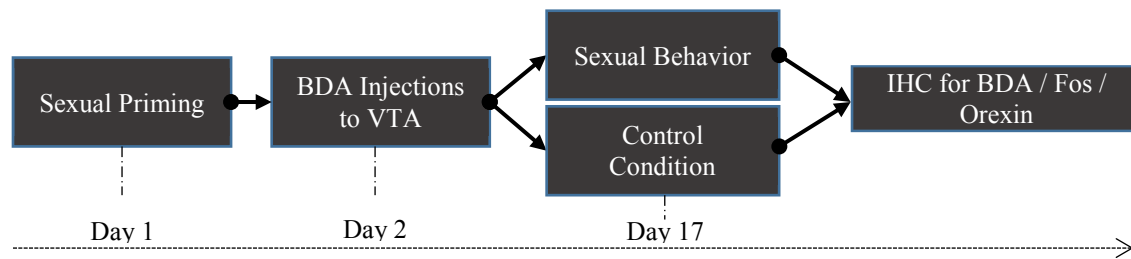 Sexual Priming
BDA Injections
to VTA
Sexual Behavior
Control
Condition
IHC for BDA / Fos /
Orexin
Day 1
Day 2
Day 17